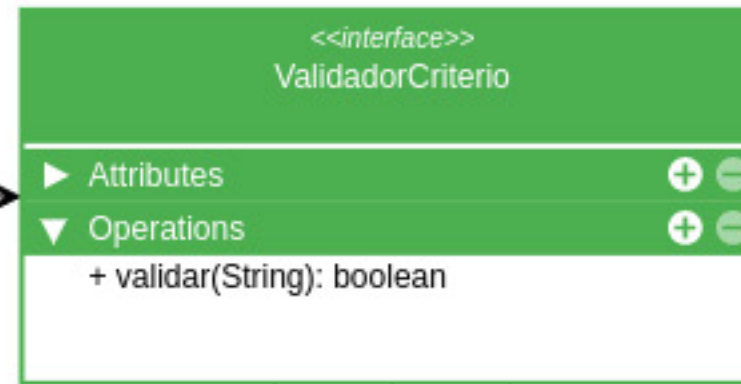 <<interface>>
ValidadorCriterio
Attributes
Operations
+ validar(String): boolean